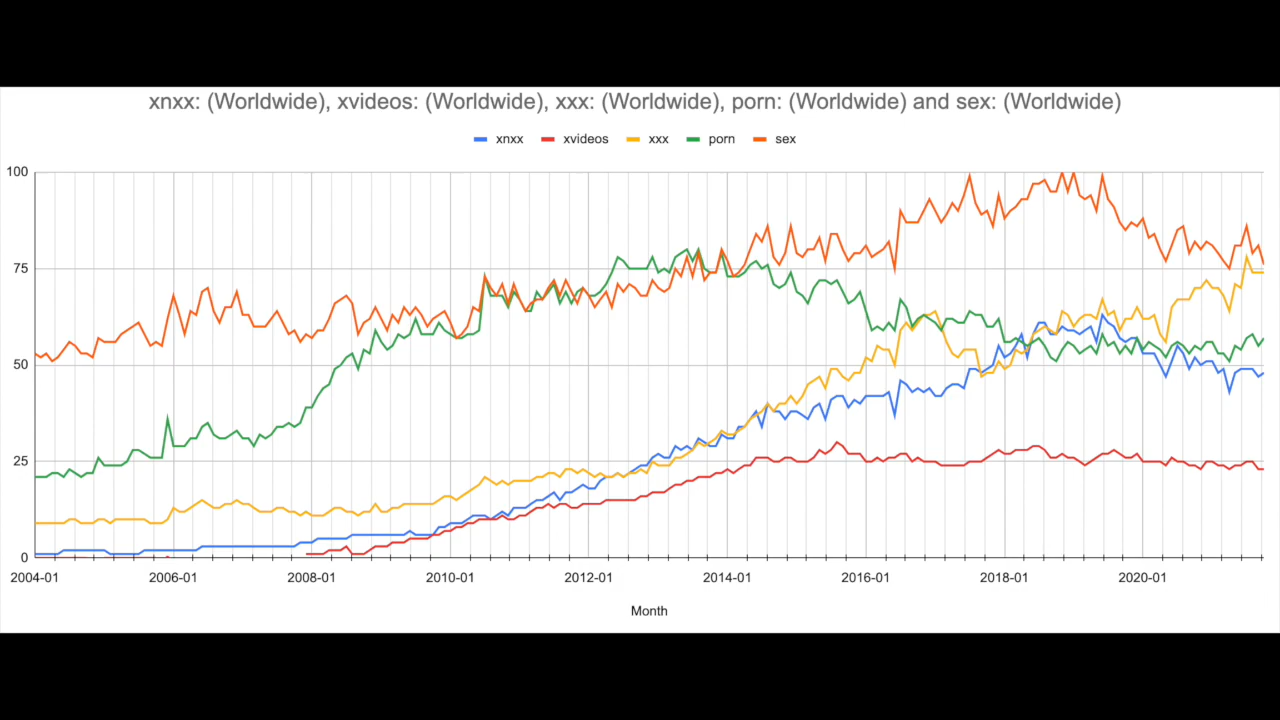 xnxx: (Worldwide), xvideos: (Worldwide), xxx: (Worldwide), porn: (Worldwide) and sex: (Worldwide)
xnxx xvideos xxx porn sex
100
75
50
25
0
2004-01 2006-01 2008-01 2010-01 2012-01 2014-01 2016-01 2018-01 2020-01
Month